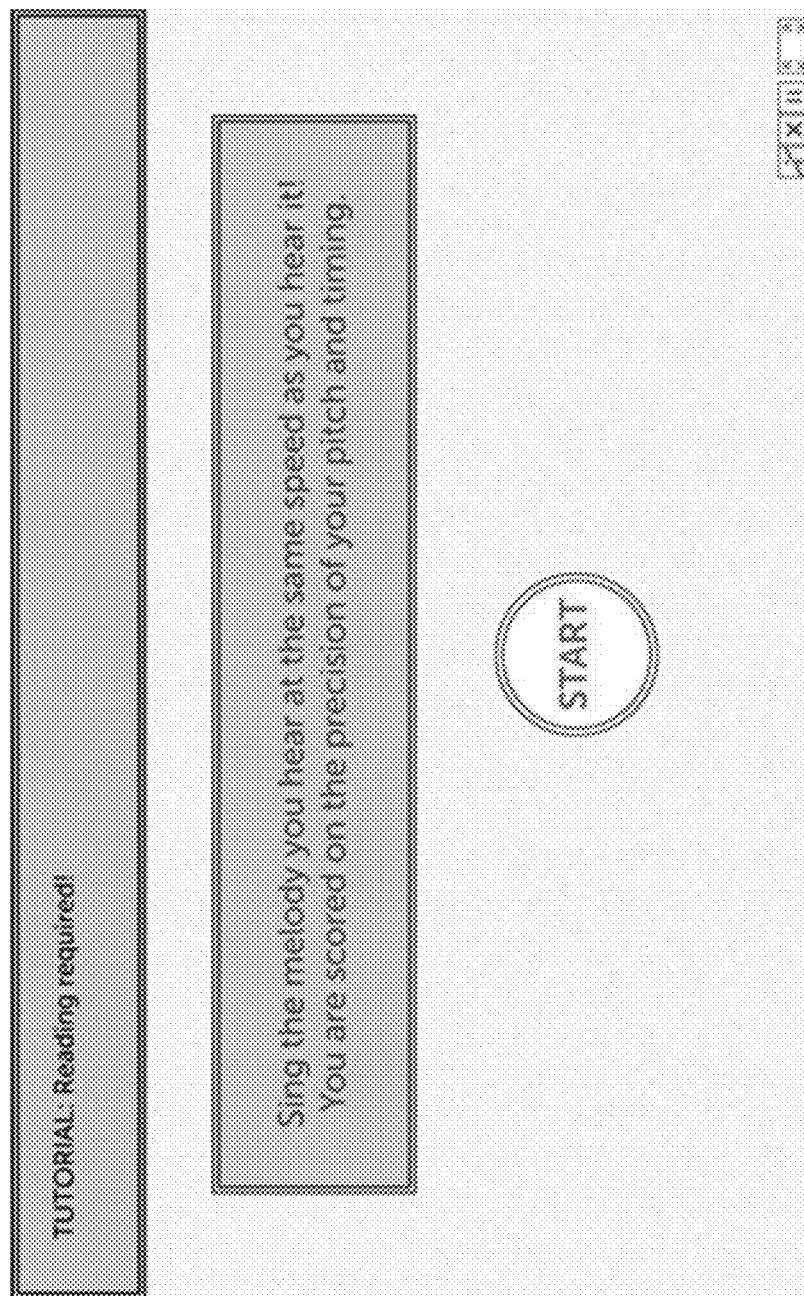 TUTORIAL: Reading required!
Sing the melody you hear at the same speed as you hear it!
You are scored on the precision of your pitch and timing
START